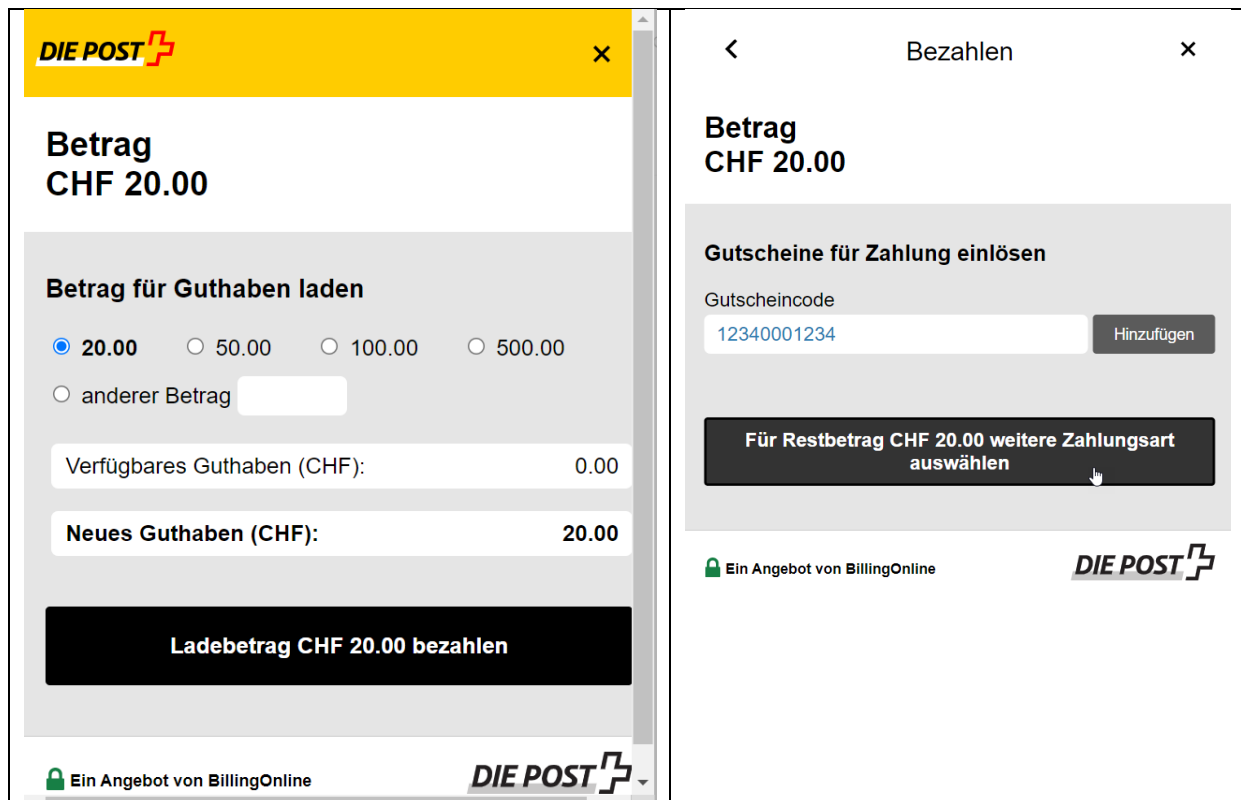 DIE POST
Betrag
CHF 20.00
Betrag für Guthaben laden
20.00 50.00 100.00 500.00
anderer Betrag
Verfügbares Guthaben (CHF): 0.00
Neues Guthaben (CHF): 20.00
Ladebetrag CHF 20.00 bezahlen
Ein Angebot von BillingOnline DIE POST
Bezahlen
Betrag
CHF 20.00
Gutscheine für Zahlung einlösen
Gutscheincode
12340001234 Hinzufügen
Für Restbetrag CHF 20.00 weitere Zahlungsart
auswählen
Ein Angebot von BillingOnline DIE POST